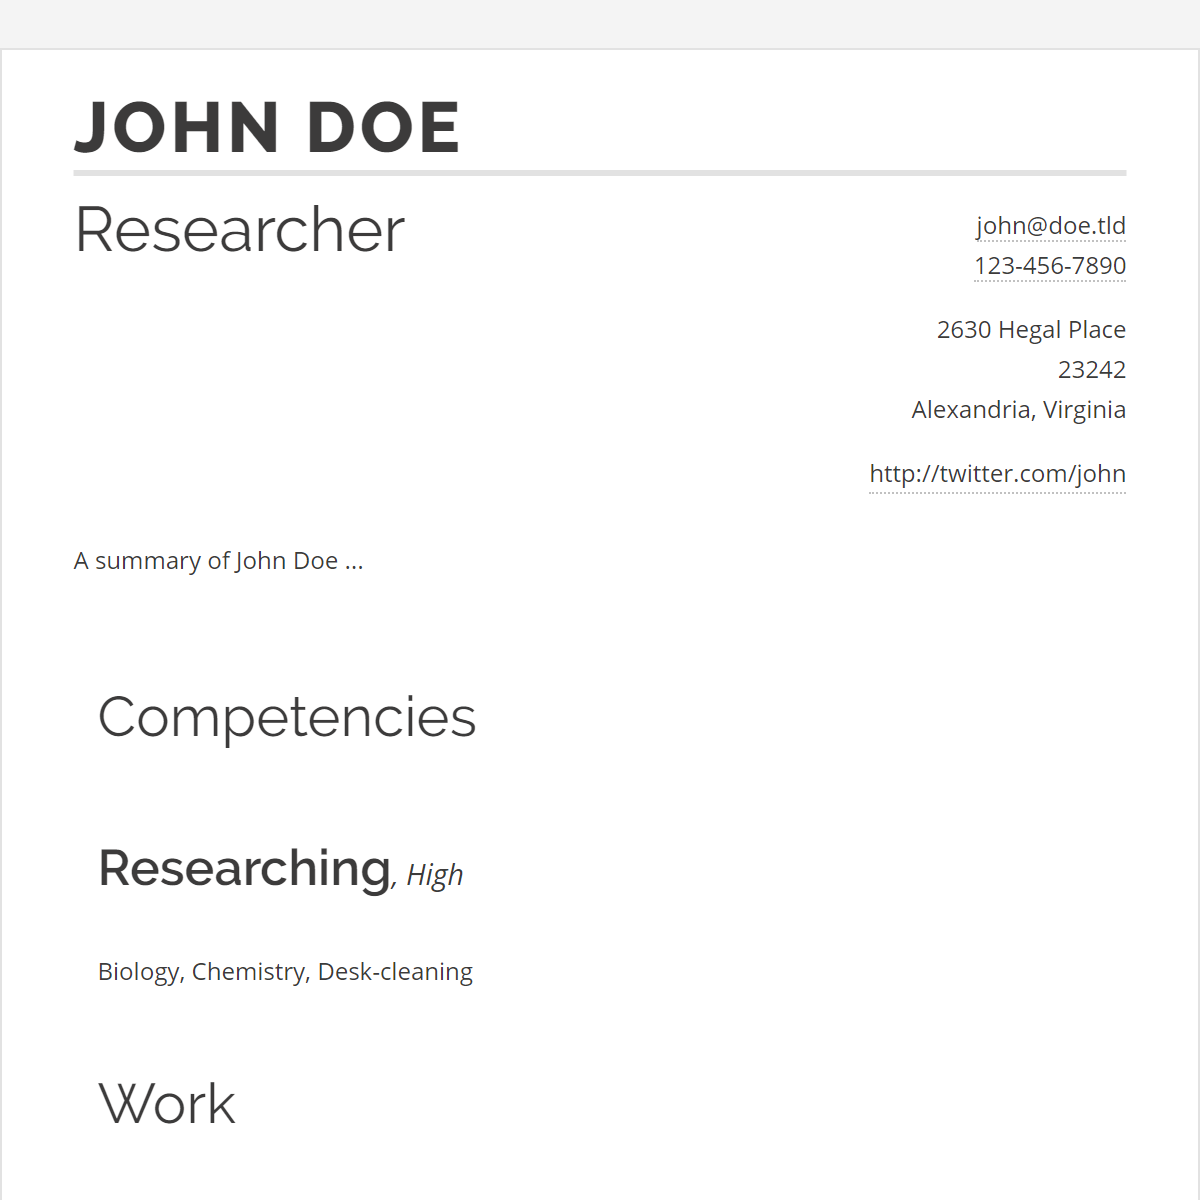 JOHN DOE
Researcher
john@doe.tld
123-456-7890
2630 Hegal Place
23242
Alexandria, Virginia
http://twitter.com/john
A summary of John Doe ...
Competencies
Researching, High
Biology, Chemistry, Desk-cleaning
Work